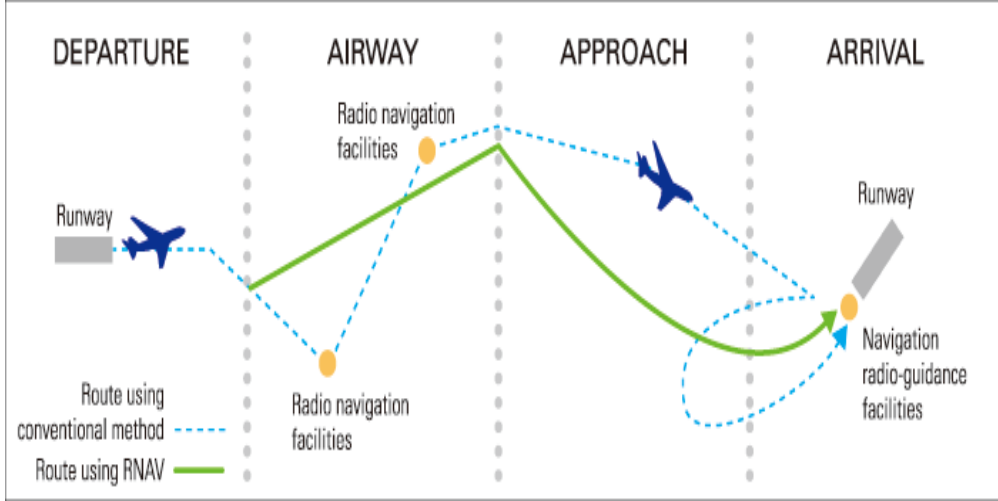 DEPARTURE
AIRWAY
APPROACH
ARRIVAL
Radio navigation
facilities
Runway
Runway
Radio navigation
facilities
Navigation
radio-guidance
facilities
Route using
conventional method
Route using RNAV